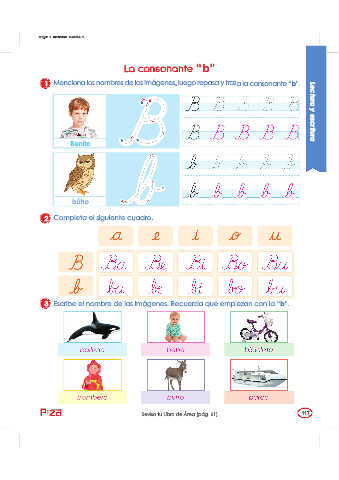 La consonante "b"
1 Menciona los nombres de las imágenes, luego repasa y traza la consonante "b".
Lectura y escritura
Benito
búho
2 Completa el siguiente cuadro.
a e i o u
B Ba Be Bi Bo Bu
b ba be bi bo bu
3 Escribe el nombre de las imágenes. Recuerda que empiezan con la "b".
ballena bebé bicicleta
bombero burro barco
Revisa tu Libro de Área (pág. 61)
117